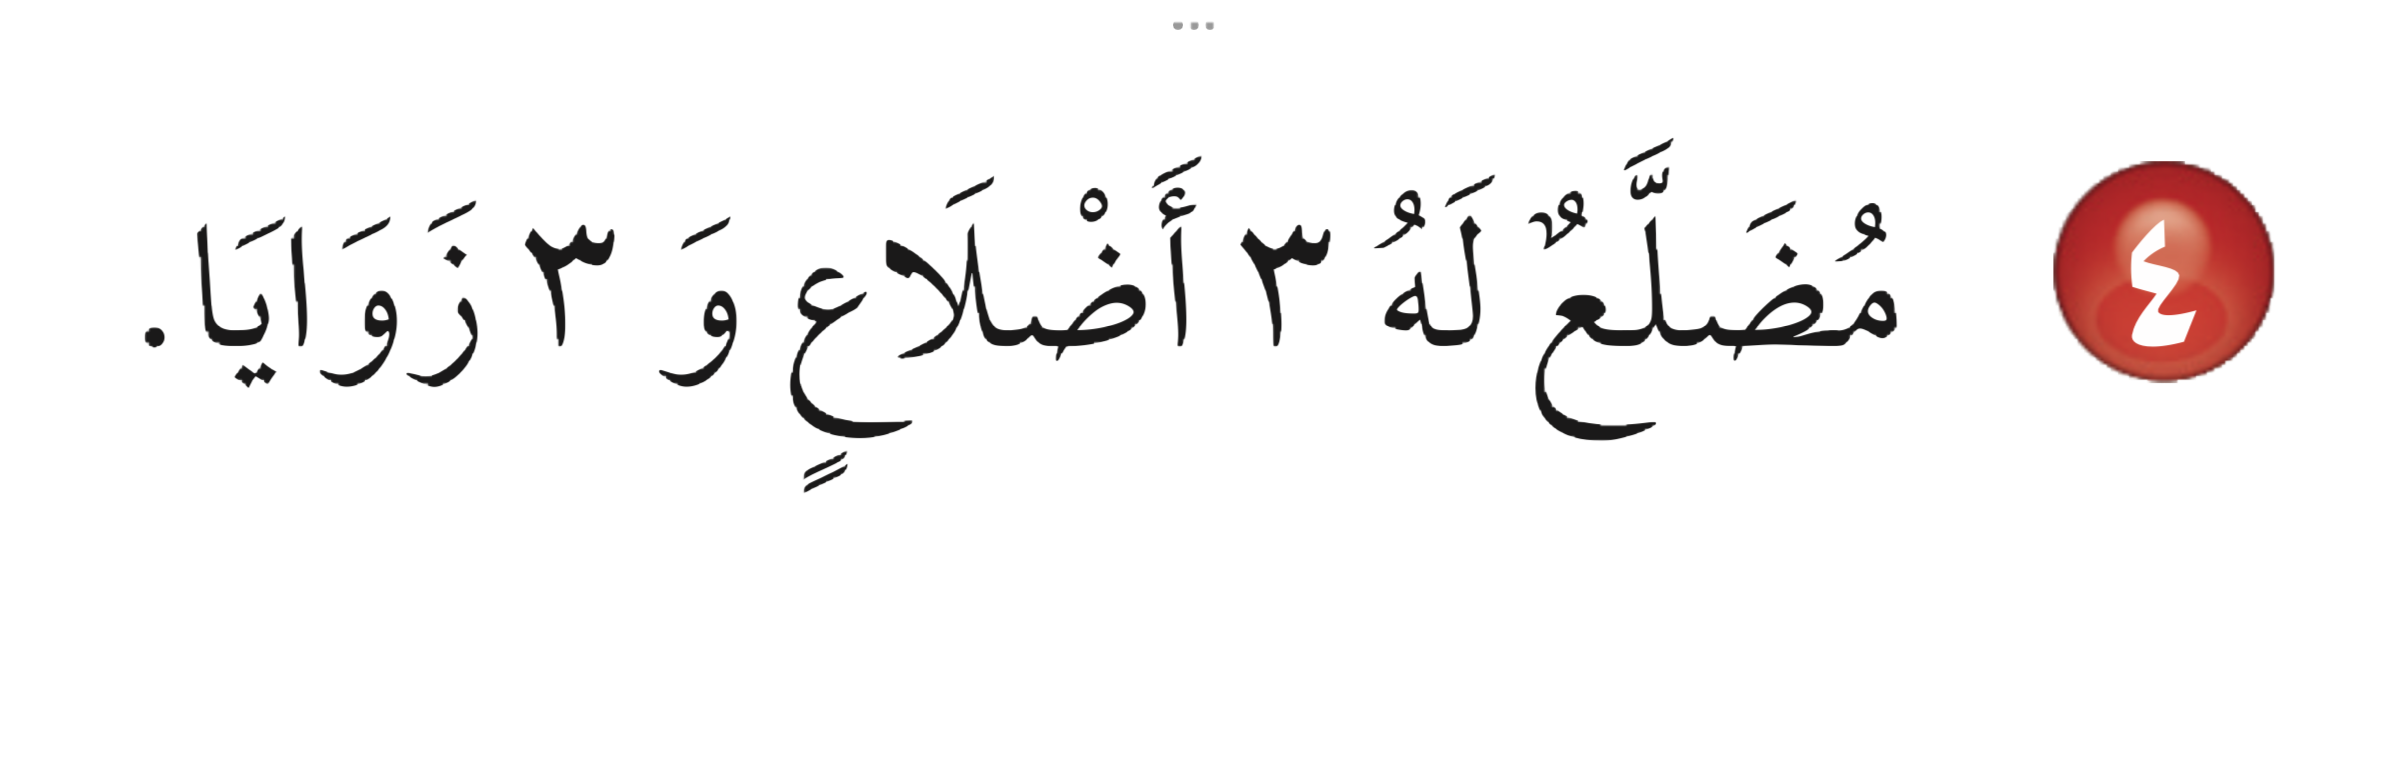 ٤ مُضَلَّعٌ لَهُ ٣ أَضْلَاعٍ وَ ٣ زَوَايَا.